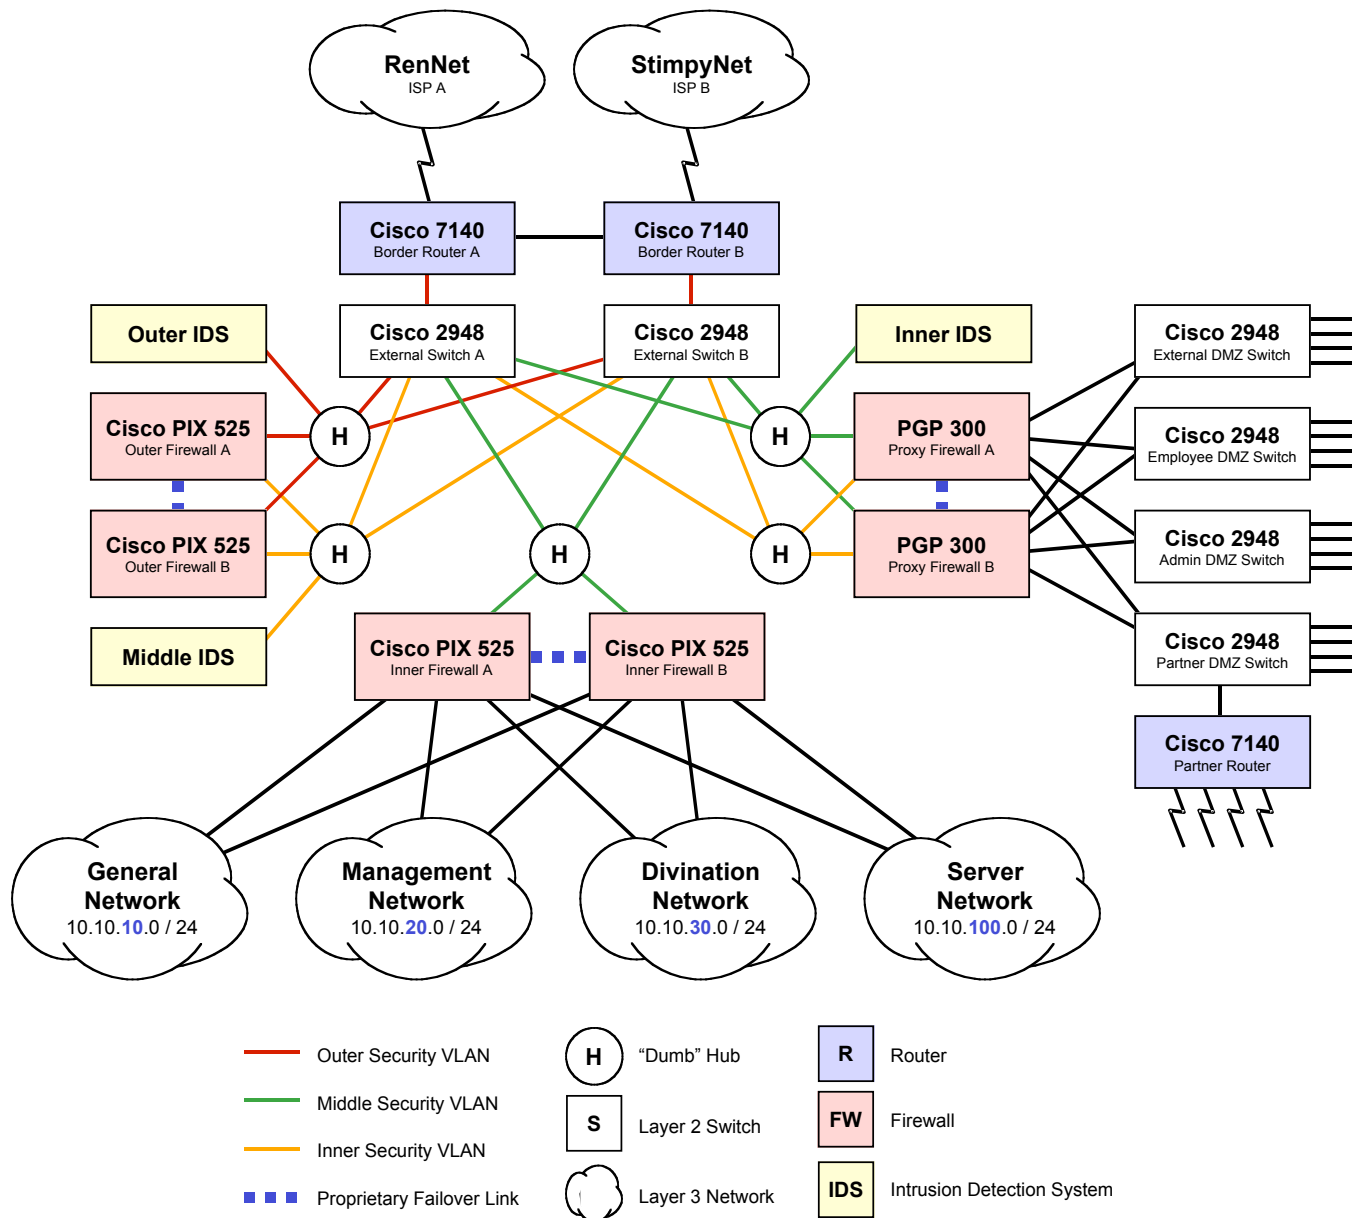 RenNet
ISP A
StimpyNet
ISP B
Cisco 7140
Border Router A
Cisco 7140
Border Router B
Outer IDS
Cisco 2948
External Switch A
Cisco 2948
External Switch B
Inner IDS
Cisco 2948
External DMZ Switch
Cisco PIX 525
Outer Firewall A
H
H
PGP 300
Proxy Firewall A
Cisco 2948
Employee DMZ Switch
Cisco PIX 525
Outer Firewall B
H
H
H
PGP 300
Proxy Firewall B
Cisco 2948
Admin DMZ Switch
Middle IDS
Cisco PIX 525
Inner Firewall A
Cisco PIX 525
Inner Firewall B
Cisco 2948
Partner DMZ Switch
Cisco 7140
Partner Router
General
Network
10.10.10.0 / 24
Management
Network
10.10.20.0 / 24
Divination
Network
10.10.30.0 / 24
Server
Network
10.10.100.0 / 24
Outer Security VLAN
Middle Security VLAN
Inner Security VLAN
Proprietary Failover Link
H
“Dumb” Hub
S
Layer 2 Switch
Layer 3 Network
R
Router
FW
Firewall
IDS
Intrusion Detection System